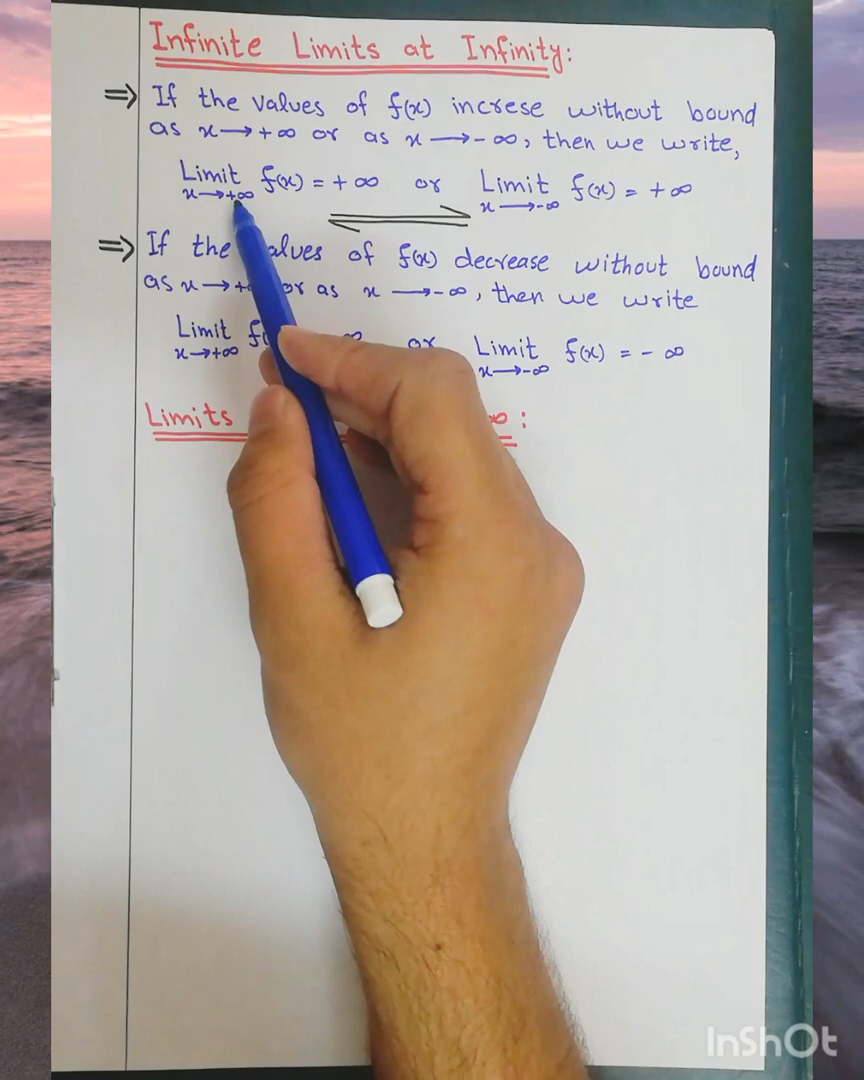 Infinite Limits at Infinity:
⇒ If the values of f(x) increse without bound
as x⟶+∞ or as x⟶-∞, then we write,
Limit f(x) = +∞ or Limit f(x) = +∞
x⟶+∞ x⟶-∞
⇒ If the values of f(x) decrease without bound
as x⟶+ or as x⟶-∞, then we write
Limit ∞ or Limit f(x) = -∞
x⟶+∞ x⟶-∞
Limits ∞:
InShOt